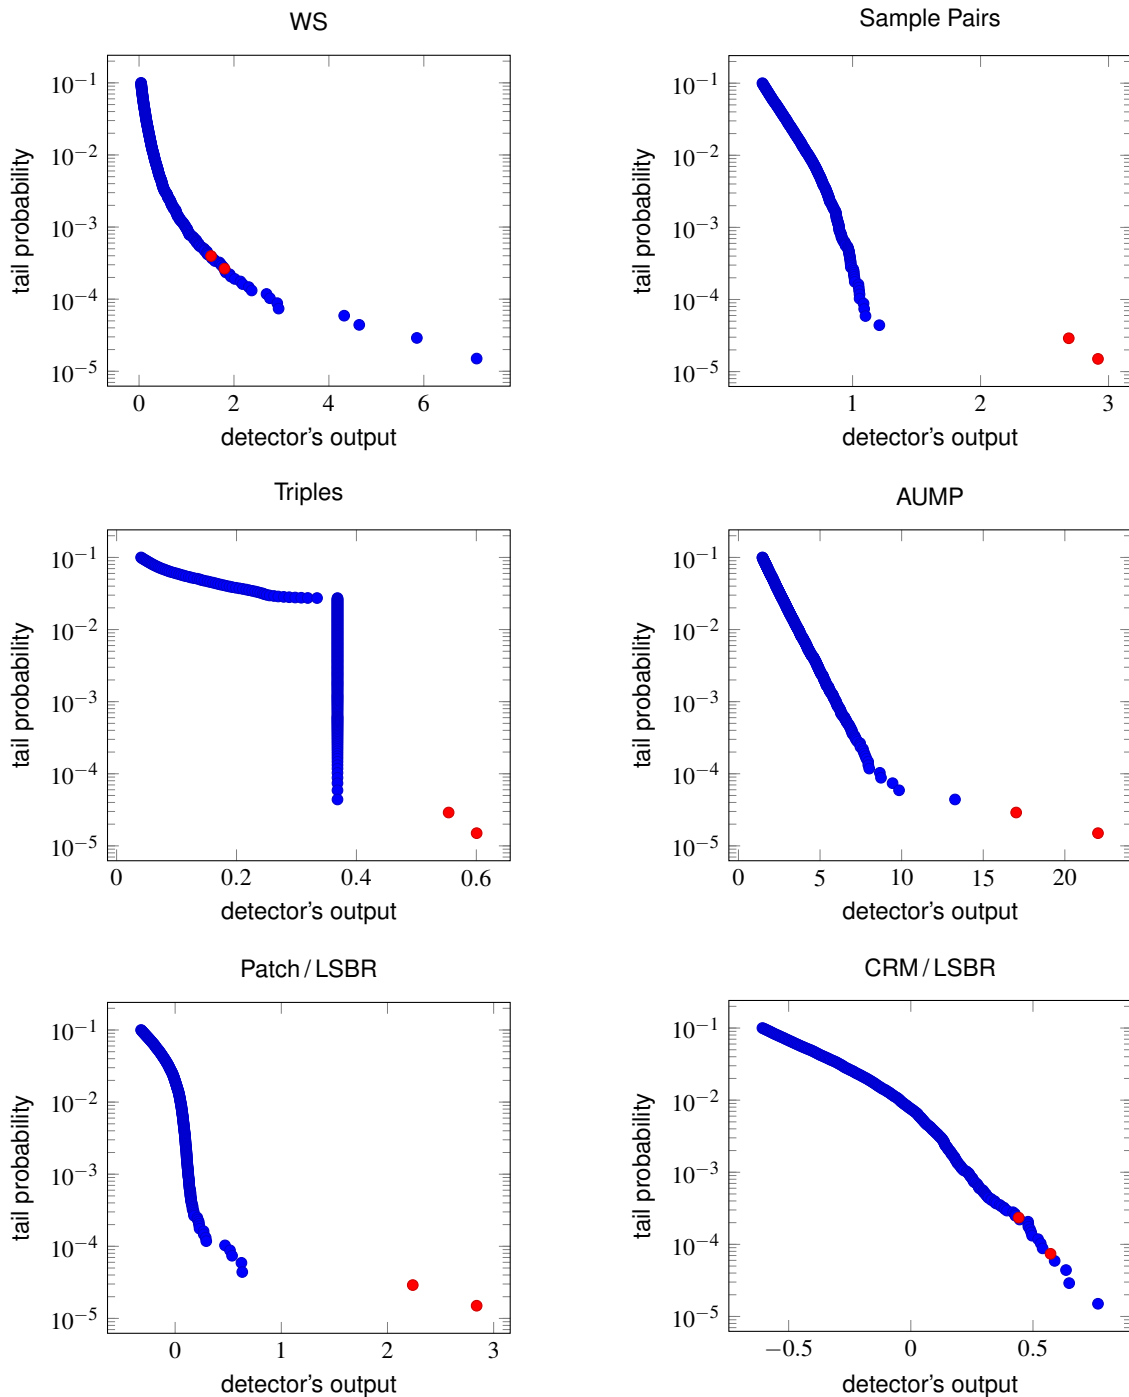 WS
tail probability
10⁻¹
10⁻²
10⁻³
10⁻⁴
10⁻⁵
0 2 4 6
detector's output
Sample Pairs
tail probability
10⁻¹
10⁻²
10⁻³
10⁻⁴
10⁻⁵
1 2 3
detector's output
Triples
tail probability
10⁻¹
10⁻²
10⁻³
10⁻⁴
10⁻⁵
0 0.2 0.4 0.6
detector's output
AUMP
tail probability
10⁻¹
10⁻²
10⁻³
10⁻⁴
10⁻⁵
0 5 10 15 20
detector's output
Patch / LSBR
tail probability
10⁻¹
10⁻²
10⁻³
10⁻⁴
10⁻⁵
0 1 2 3
detector's output
CRM / LSBR
tail probability
10⁻¹
10⁻²
10⁻³
10⁻⁴
10⁻⁵
−0.5 0 0.5
detector's output